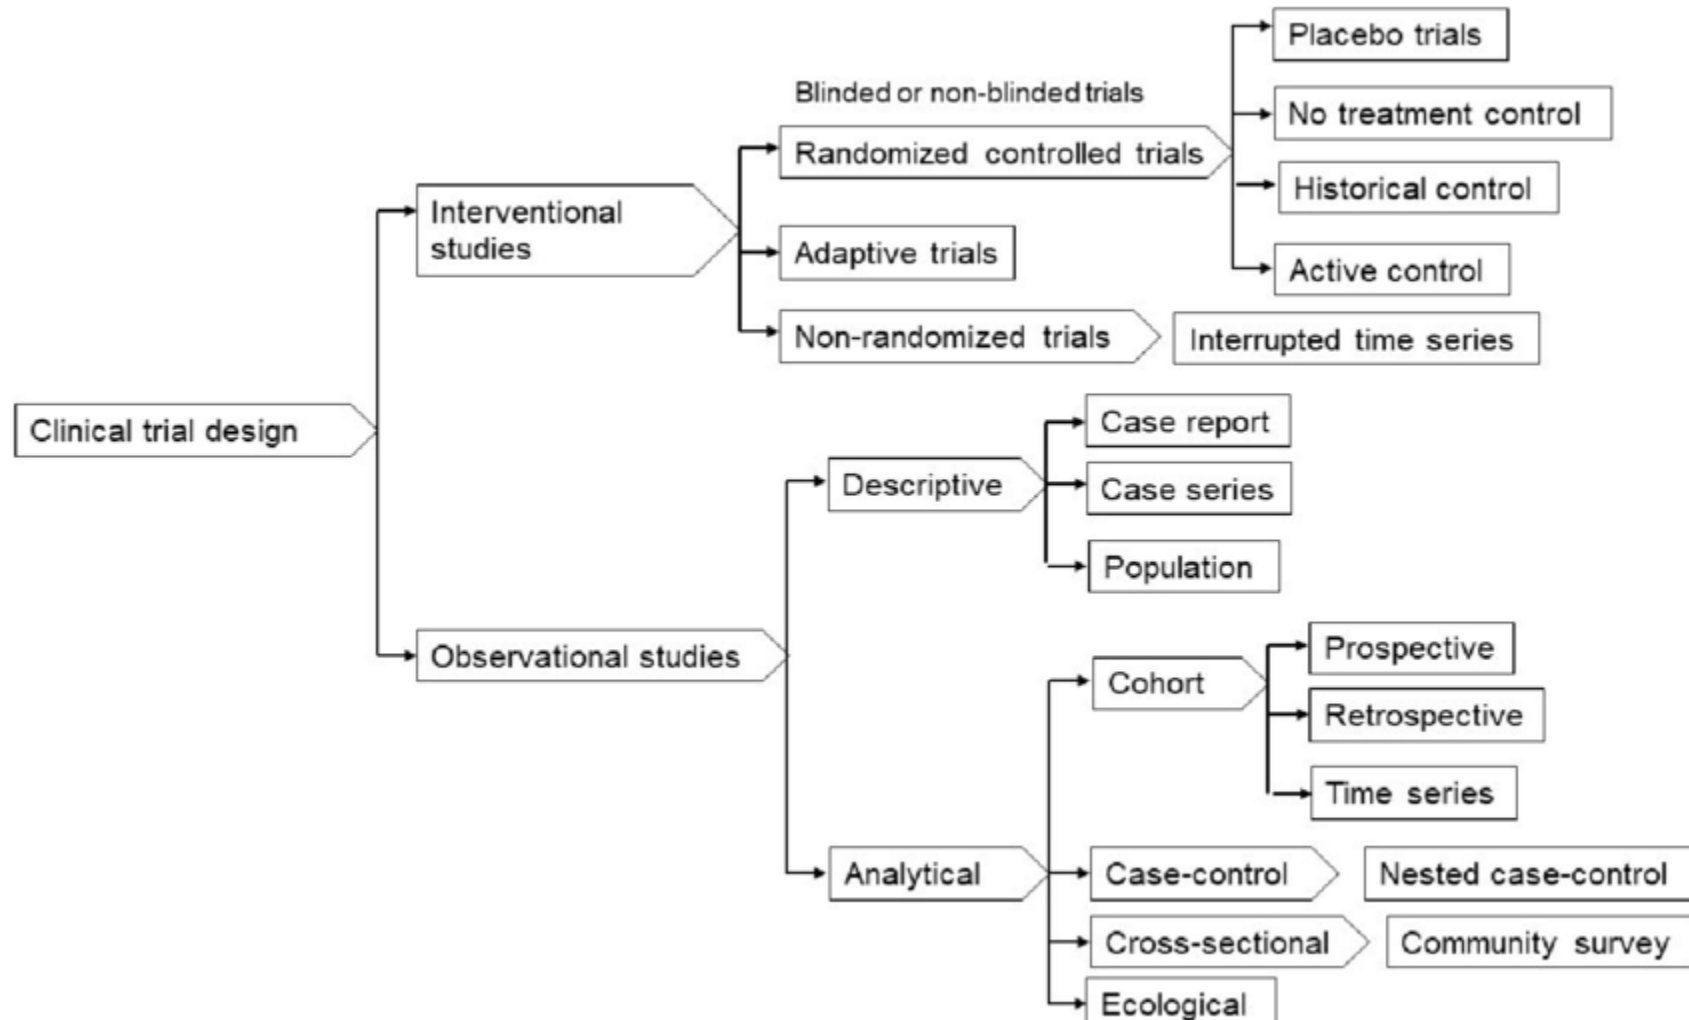 Placebo trials
Blinded or non-blinded trials
No treatment control
Randomized controlled trials
Historical control
Interventional
studies
Adaptive trials
Active control
Non-randomized trials
Interrupted time series
Clinical trial design
Case report
Descriptive
Case series
Population
Observational studies
Prospective
Cohort
Retrospective
Time series
Analytical
Case-control
Nested case-control
Cross-sectional
Community survey
Ecological